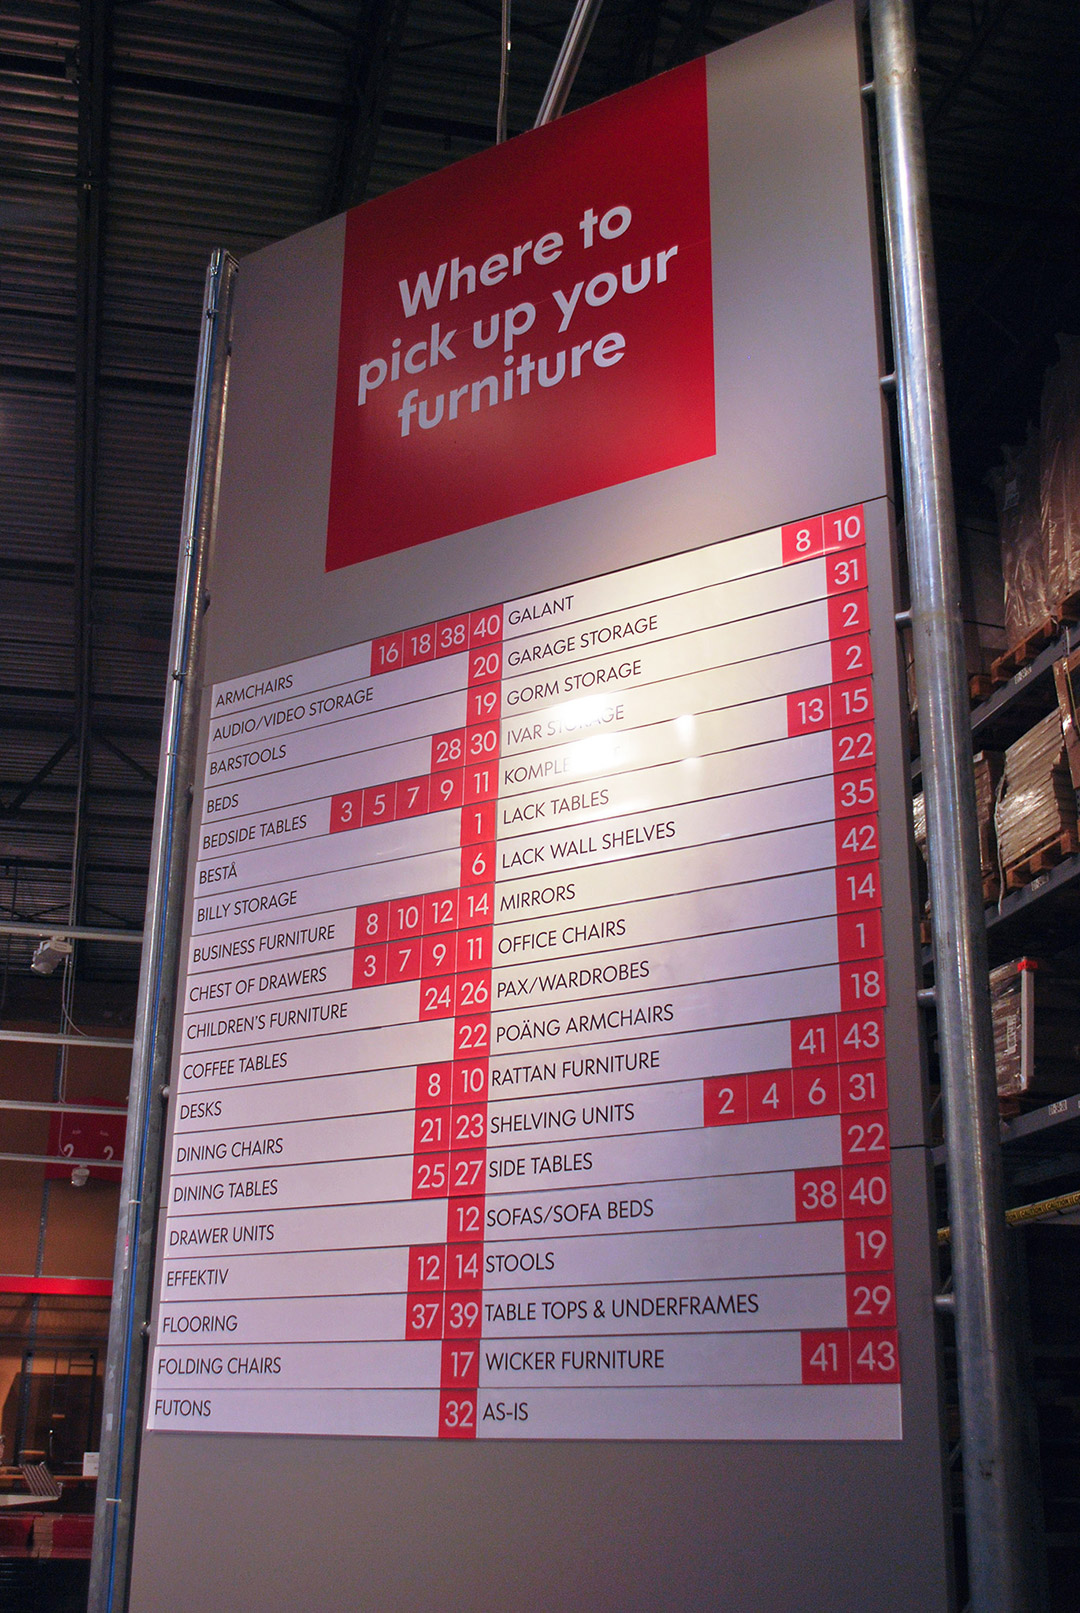 Where to
pick up your
furniture
ARMCHAIRS 16 18 38 40
AUDIO/VIDEO STORAGE 20
BARSTOOLS 19
BEDS 28 30
BEDSIDE TABLES 3 5 7 9 11
BESTÅ 1
BILLY STORAGE 6
BUSINESS FURNITURE 8 10 12 14
CHEST OF DRAWERS 3 7 9 11
CHILDREN'S FURNITURE 24 26
COFFEE TABLES 22
DESKS 8 10
DINING CHAIRS 21 23
DINING TABLES 25 27
DRAWER UNITS 12
EFFEKTIV 12 14
FLOORING 37 39
FOLDING CHAIRS 17
FUTONS 32
GALANT 8 10
GARAGE STORAGE 31
GORM STORAGE 2
IVAR STORAGE 2
13 15
LACK TABLES 22
LACK WALL SHELVES 35
MIRRORS 42
OFFICE CHAIRS 14
PAX/WARDROBES 1
POÄNG ARMCHAIRS 18
RATTAN FURNITURE 41 43
SHELVING UNITS 2 4 6 31
SIDE TABLES 22
SOFAS/SOFA BEDS 38 40
STOOLS 19
TABLE TOPS & UNDERFRAMES 29
WICKER FURNITURE 41 43
AS-IS
2 2